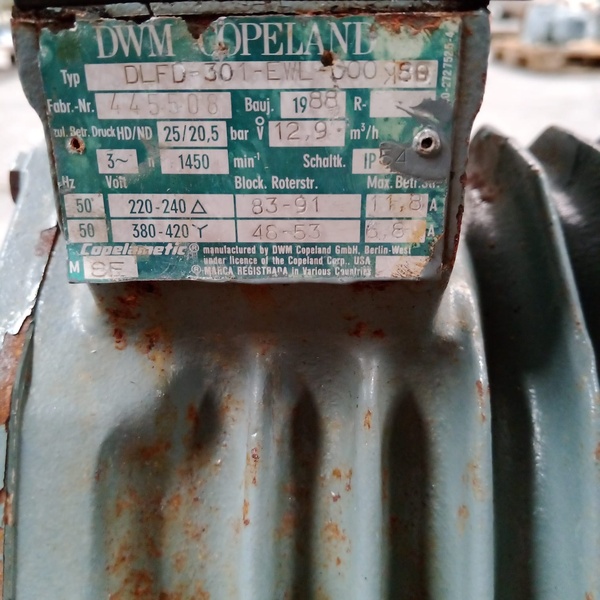 DWM COPELAND
Typ DLFD-301-EWL-000
Fabr.-Nr. 445508 Bauj. 1988 R-
zul. Betr. Druck HD/ND 25/20,5 bar V̊ 12,9 m³/h
3~ n 1450 min⁻¹ Schaltk. IP54
Hz Volt Block. Rotorstr. Max. Betr.
50 220-240 △ 83-91 11,8 A
50 380-420 Y 48-53 6,8 A
Copelametic® manufactured by DWM Copeland GmbH, Berlin-West
under licence of the Copeland Corp., USA
M ® MARCA REGISTRADA in Various Countries